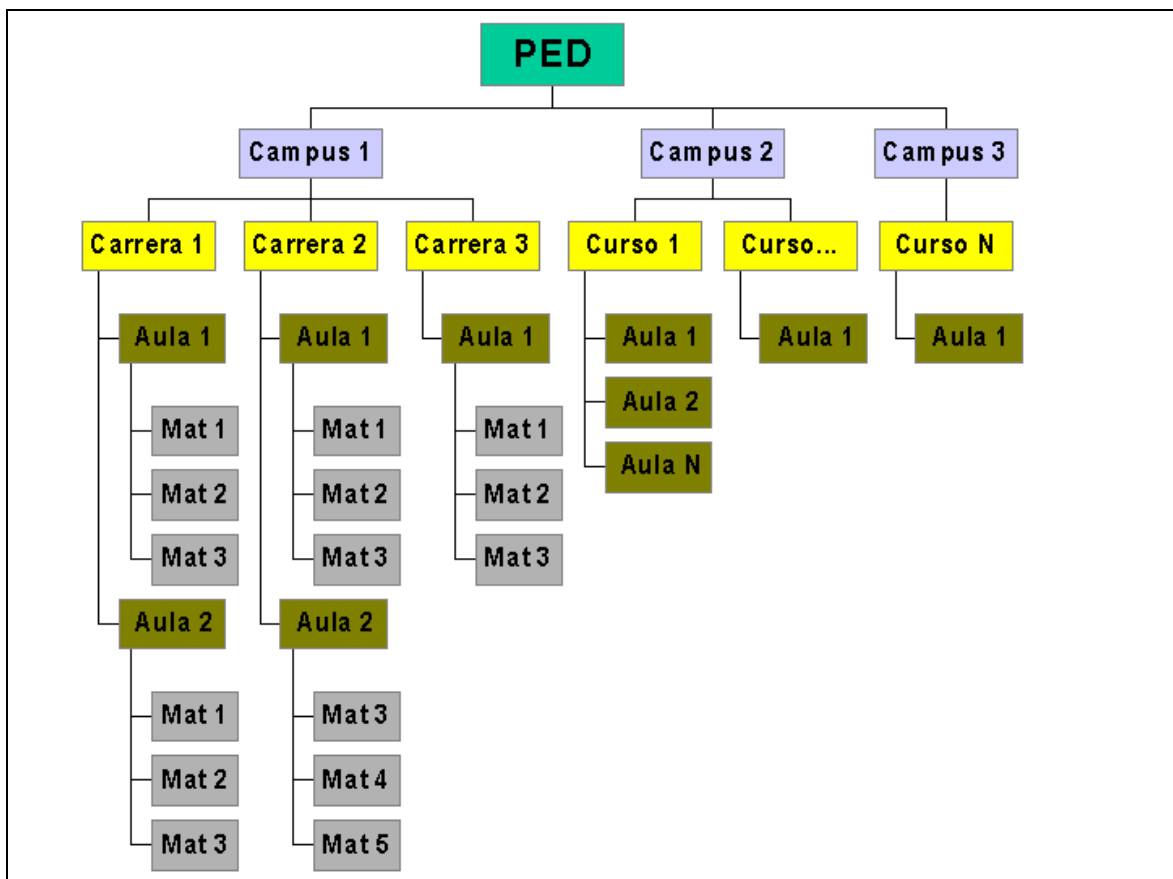 PED
Campus 1
Campus 2
Campus 3
Carrera 1
Carrera 2
Carrera 3
Curso 1
Curso...
Curso N
Aula 1
Aula 1
Aula 1
Aula 1
Aula 1
Aula 1
Aula 2
Mat 1
Mat 1
Mat 1
Aula N
Mat 2
Mat 2
Mat 2
Mat 3
Mat 3
Mat 3
Aula 2
Aula 2
Mat 1
Mat 3
Mat 2
Mat 4
Mat 3
Mat 5